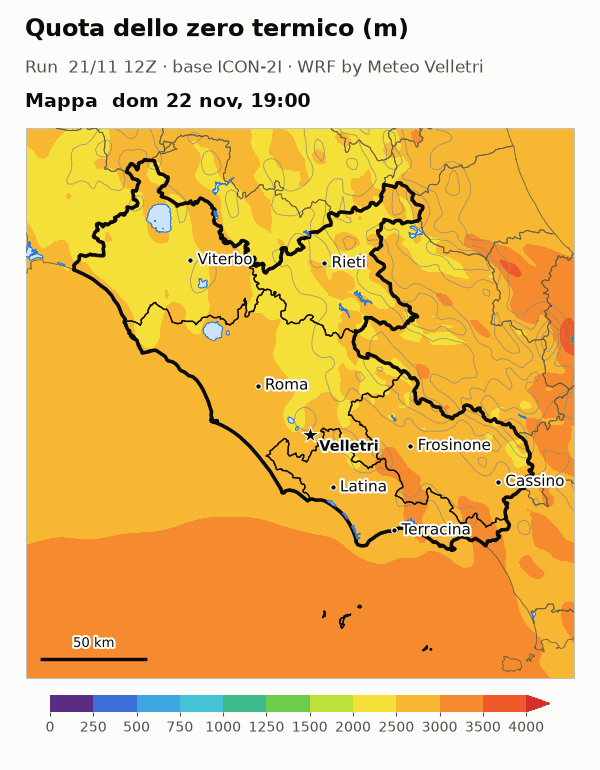 Quota dello zero termico (m)
Run  21/11 12Z · base ICON-2I · WRF by Meteo Velletri
Mappa  dom 22 nov, 19:00
Viterbo
Rieti
Roma
Velletri
Frosinone
Cassino
Latina
Terracina
50 km
0 250 500 750 1000 1250 1500 2000 2500 3000 3500 4000